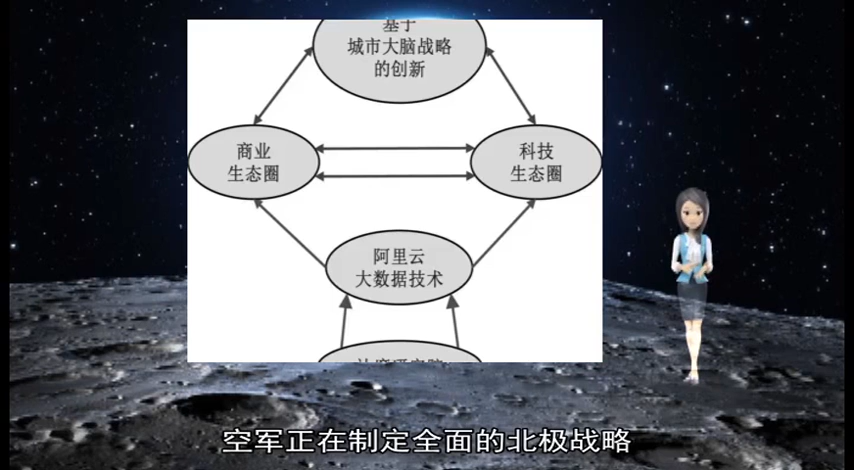 基于
城市大脑战略
的创新
商业
生态圈
科技
生态圈
阿里云
大数据技术
空军正在制定全面的北极战略